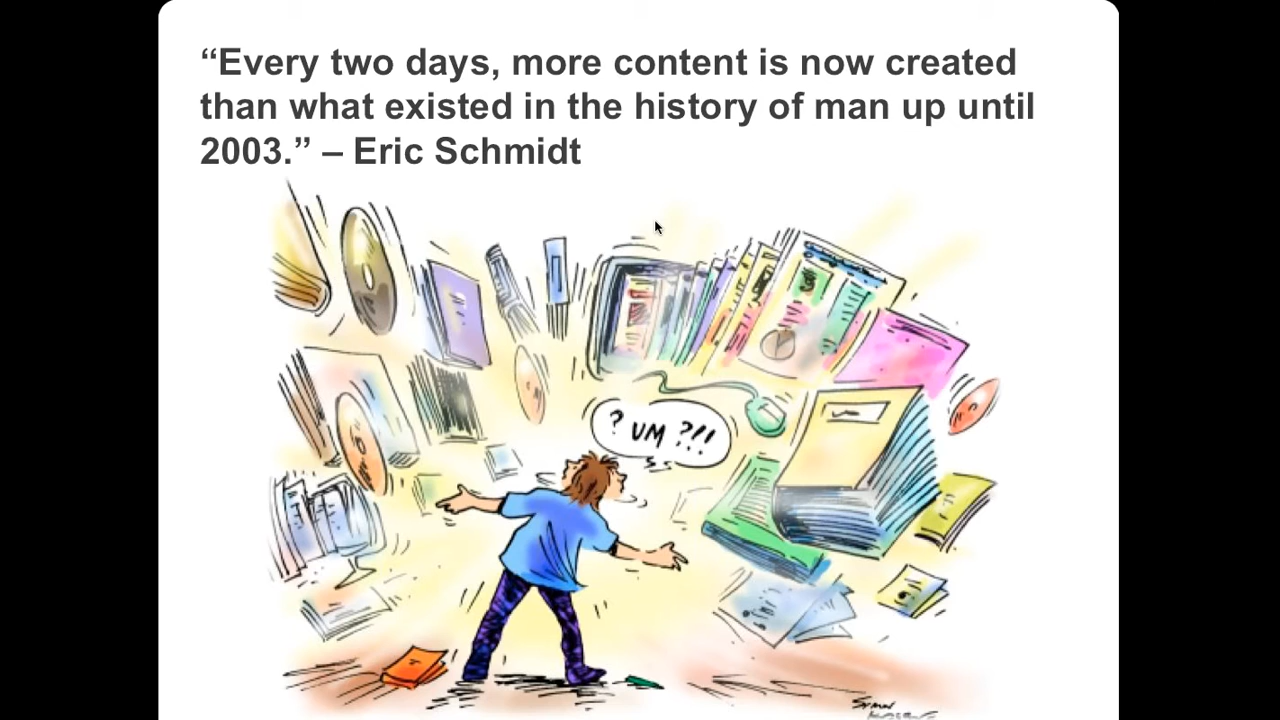 “Every two days, more content is now created
than what existed in the history of man up until
2003.” – Eric Schmidt
? UM ?!!